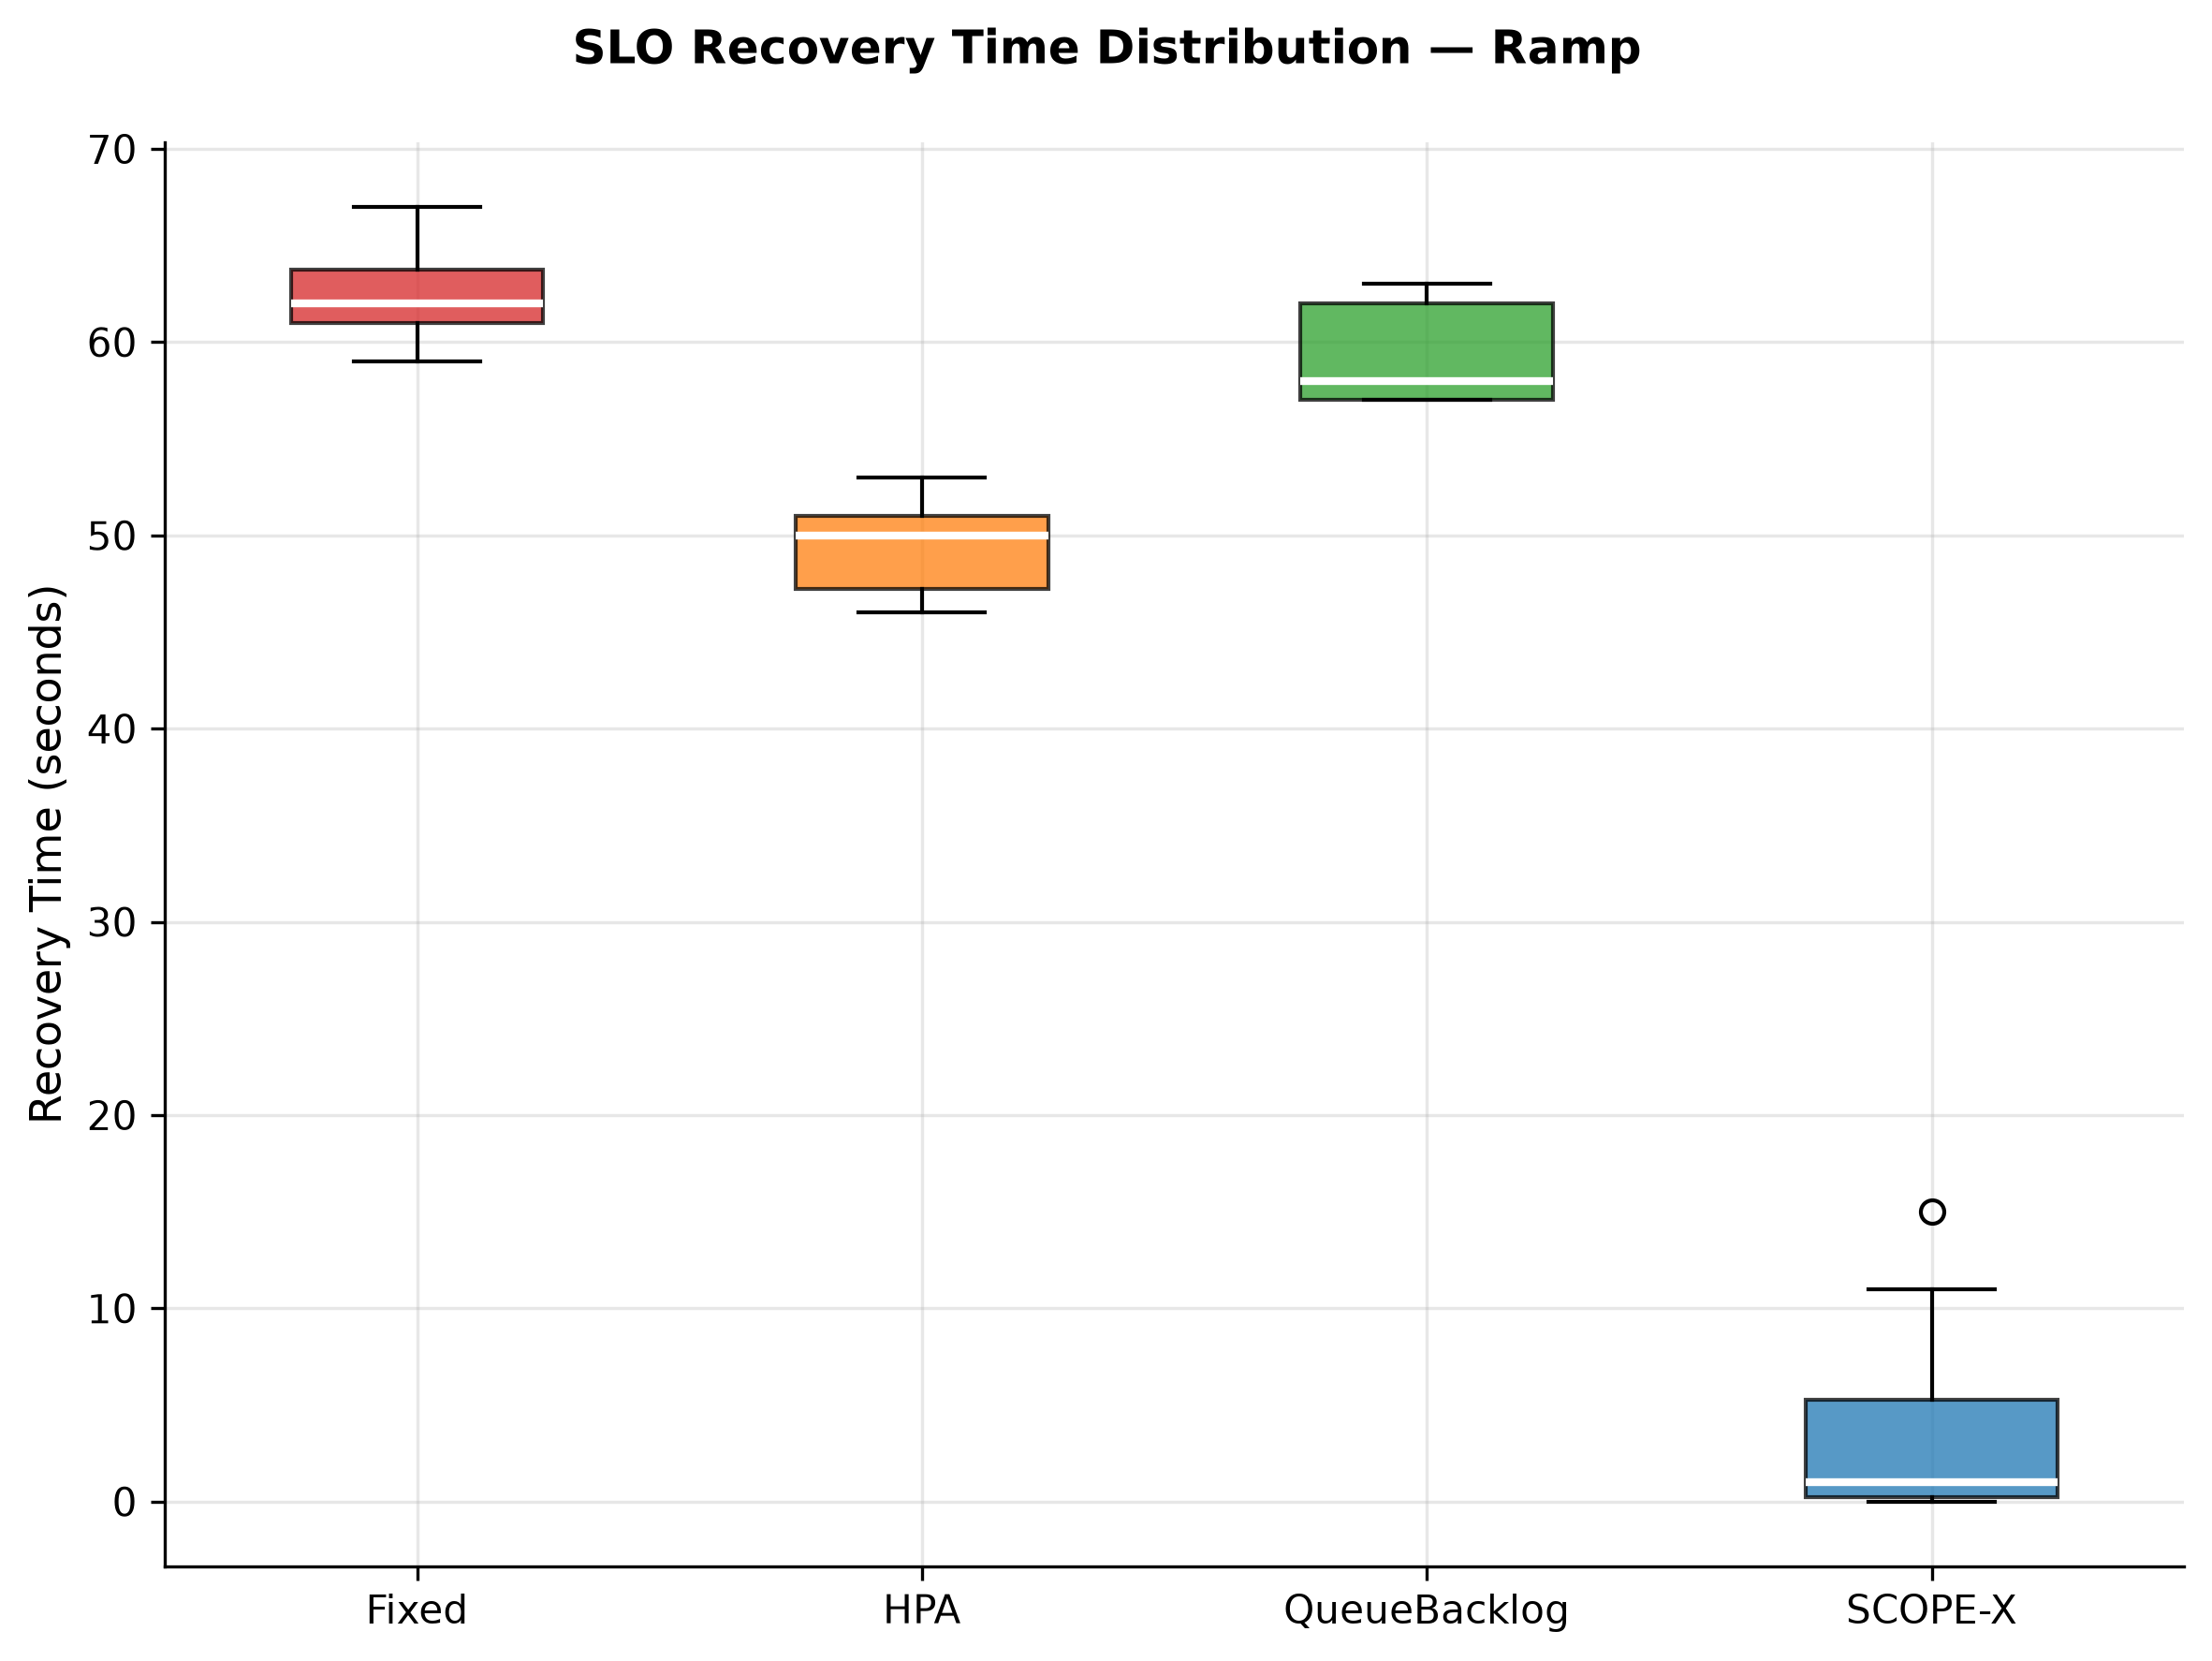 SLO Recovery Time Distribution — Ramp
Recovery Time (seconds)
70
60
50
40
30
20
10
0
Fixed
HPA
QueueBacklog
SCOPE-X